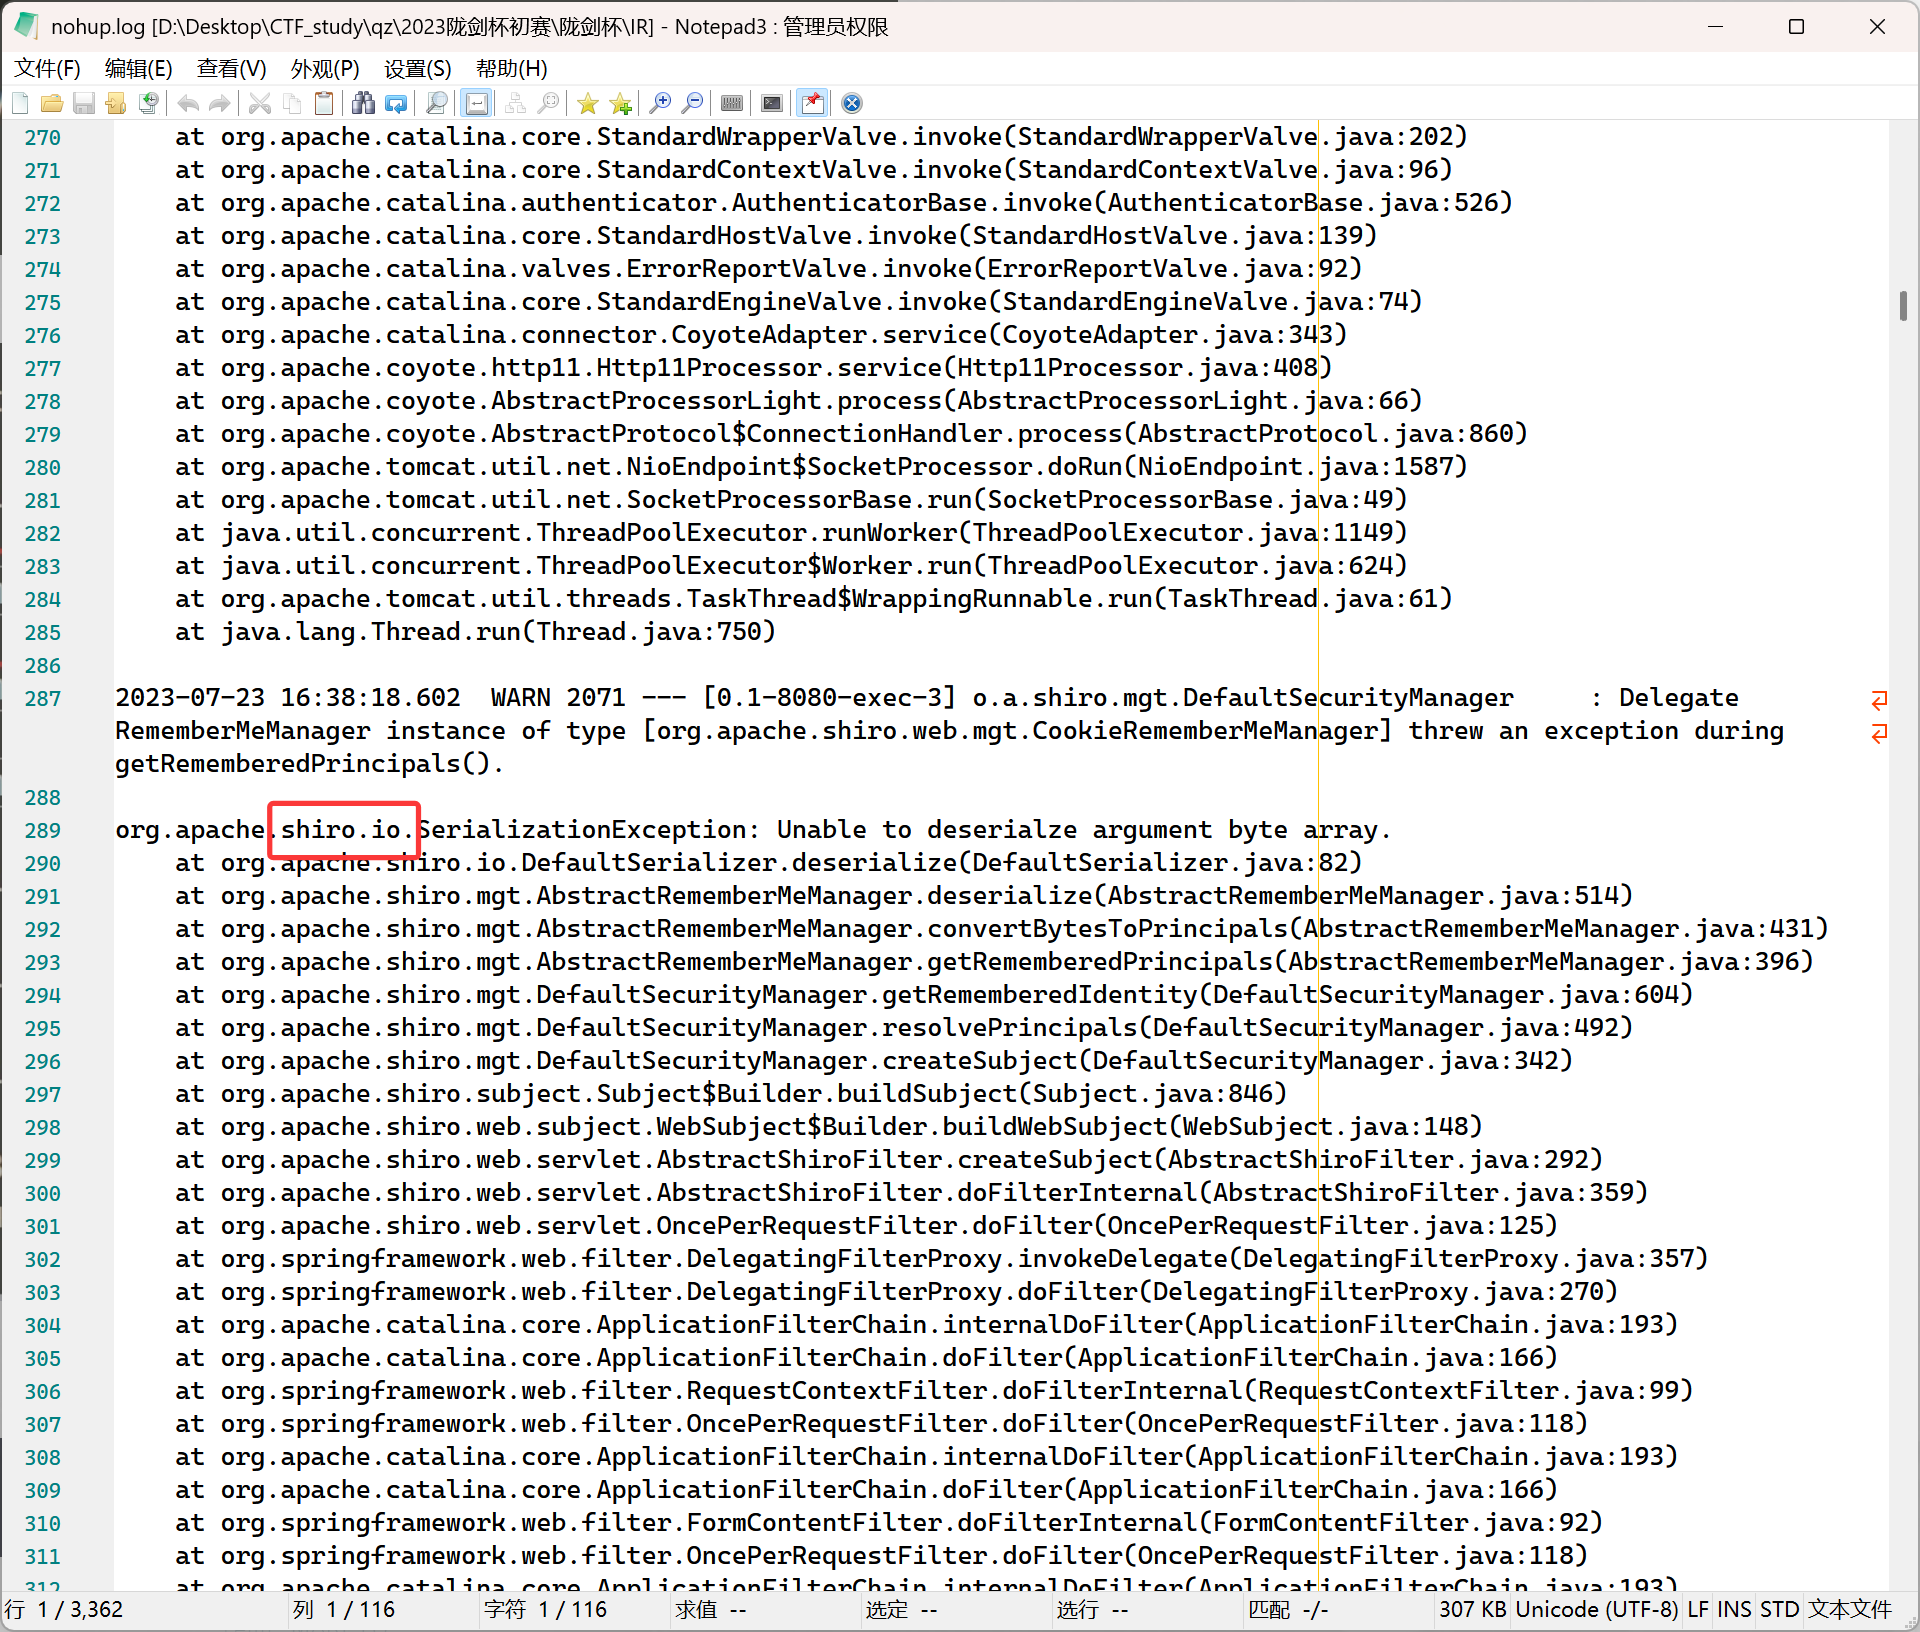 nohup.log [D:\Desktop\CTF_study\qz\2023陇剑杯初赛\陇剑杯\IR] - Notepad3 : 管理员权限
文件(F) 编辑(E) 查看(V) 外观(P) 设置(S) 帮助(H)
270 at org.apache.catalina.core.StandardWrapperValve.invoke(StandardWrapperValve.java:202)
271 at org.apache.catalina.core.StandardContextValve.invoke(StandardContextValve.java:96)
272 at org.apache.catalina.authenticator.AuthenticatorBase.invoke(AuthenticatorBase.java:526)
273 at org.apache.catalina.core.StandardHostValve.invoke(StandardHostValve.java:139)
274 at org.apache.catalina.valves.ErrorReportValve.invoke(ErrorReportValve.java:92)
275 at org.apache.catalina.core.StandardEngineValve.invoke(StandardEngineValve.java:74)
276 at org.apache.catalina.connector.CoyoteAdapter.service(CoyoteAdapter.java:343)
277 at org.apache.coyote.http11.Http11Processor.service(Http11Processor.java:408)
278 at org.apache.coyote.AbstractProcessorLight.process(AbstractProcessorLight.java:66)
279 at org.apache.coyote.AbstractProtocol$ConnectionHandler.process(AbstractProtocol.java:860)
280 at org.apache.tomcat.util.net.NioEndpoint$SocketProcessor.doRun(NioEndpoint.java:1587)
281 at org.apache.tomcat.util.net.SocketProcessorBase.run(SocketProcessorBase.java:49)
282 at java.util.concurrent.ThreadPoolExecutor.runWorker(ThreadPoolExecutor.java:1149)
283 at java.util.concurrent.ThreadPoolExecutor$Worker.run(ThreadPoolExecutor.java:624)
284 at org.apache.tomcat.util.threads.TaskThread$WrappingRunnable.run(TaskThread.java:61)
285 at java.lang.Thread.run(Thread.java:750)
286
287 2023-07-23 16:38:18.602  WARN 2071 --- [0.1-8080-exec-3] o.a.shiro.mgt.DefaultSecurityManager     : Delegate
RememberMeManager instance of type [org.apache.shiro.web.mgt.CookieRememberMeManager] threw an exception during
getRememberedPrincipals().
288
289 org.apache.shiro.io.SerializationException: Unable to deserialze argument byte array.
290 at org.apache.shiro.io.DefaultSerializer.deserialize(DefaultSerializer.java:82)
291 at org.apache.shiro.mgt.AbstractRememberMeManager.deserialize(AbstractRememberMeManager.java:514)
292 at org.apache.shiro.mgt.AbstractRememberMeManager.convertBytesToPrincipals(AbstractRememberMeManager.java:431)
293 at org.apache.shiro.mgt.AbstractRememberMeManager.getRememberedPrincipals(AbstractRememberMeManager.java:396)
294 at org.apache.shiro.mgt.DefaultSecurityManager.getRememberedIdentity(DefaultSecurityManager.java:604)
295 at org.apache.shiro.mgt.DefaultSecurityManager.resolvePrincipals(DefaultSecurityManager.java:492)
296 at org.apache.shiro.mgt.DefaultSecurityManager.createSubject(DefaultSecurityManager.java:342)
297 at org.apache.shiro.subject.Subject$Builder.buildSubject(Subject.java:846)
298 at org.apache.shiro.web.subject.WebSubject$Builder.buildWebSubject(WebSubject.java:148)
299 at org.apache.shiro.web.servlet.AbstractShiroFilter.createSubject(AbstractShiroFilter.java:292)
300 at org.apache.shiro.web.servlet.AbstractShiroFilter.doFilterInternal(AbstractShiroFilter.java:359)
301 at org.apache.shiro.web.servlet.OncePerRequestFilter.doFilter(OncePerRequestFilter.java:125)
302 at org.springframework.web.filter.DelegatingFilterProxy.invokeDelegate(DelegatingFilterProxy.java:357)
303 at org.springframework.web.filter.DelegatingFilterProxy.doFilter(DelegatingFilterProxy.java:270)
304 at org.apache.catalina.core.ApplicationFilterChain.internalDoFilter(ApplicationFilterChain.java:193)
305 at org.apache.catalina.core.ApplicationFilterChain.doFilter(ApplicationFilterChain.java:166)
306 at org.springframework.web.filter.RequestContextFilter.doFilterInternal(RequestContextFilter.java:99)
307 at org.springframework.web.filter.OncePerRequestFilter.doFilter(OncePerRequestFilter.java:118)
308 at org.apache.catalina.core.ApplicationFilterChain.internalDoFilter(ApplicationFilterChain.java:193)
309 at org.apache.catalina.core.ApplicationFilterChain.doFilter(ApplicationFilterChain.java:166)
310 at org.springframework.web.filter.FormContentFilter.doFilterInternal(FormContentFilter.java:92)
311 at org.springframework.web.filter.OncePerRequestFilter.doFilter(OncePerRequestFilter.java:118)
312 at org.apache.catalina.core.ApplicationFilterChain.internalDoFilter(ApplicationFilterChain.java:193)
行 1 / 3,362 列 1 / 116 字符 1 / 116 求值 -- 选定 -- 选行 -- 匹配 -/- 307 KB Unicode (UTF-8) LF INS STD 文本文件